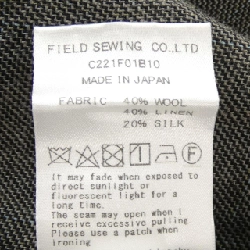 FIELD SEWING CO.,LTD
C221F01B10
MADE IN JAPAN
FABRIC 40% WOOL
40% LINEN
20% SILK
F
It may fade when exposed to
direct sunlight or
fluorescent light for a
long time.
The seam may open when i
receive excessive pulling
Please use a patch when
ironing